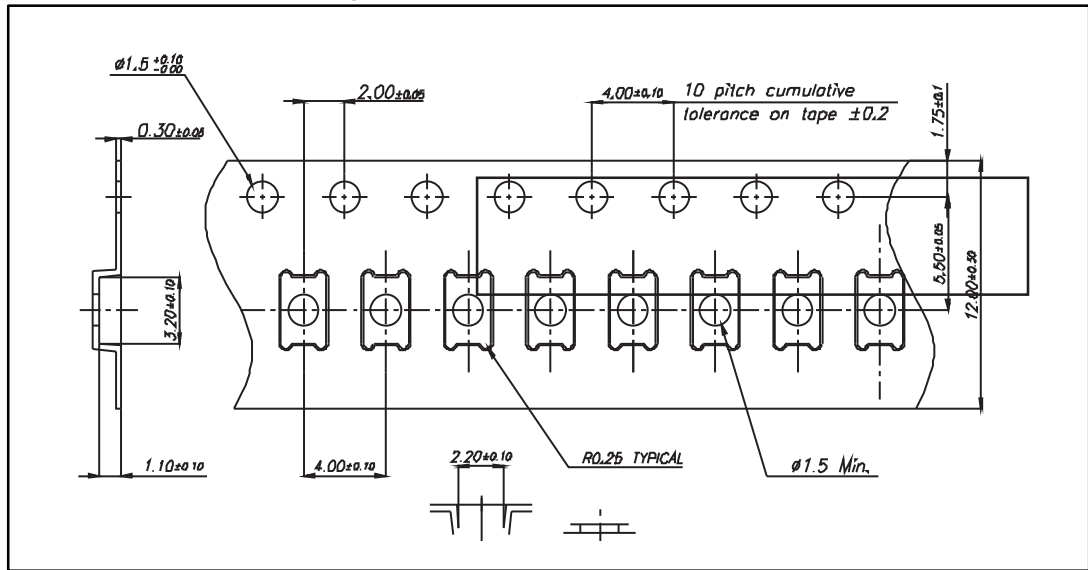 ø1.5 +0.10 -0.00
2.00±0.05
4.00±0.10
10 pitch cumulative
tolerance on tape ±0.2
1.75±0.1
0.30±0.05
5.50±0.05
12.00±0.30
3.20±0.10
1.10±0.10
4.00±0.10
2.20±0.10
R0.25 TYPICAL
ø1.5 Min.